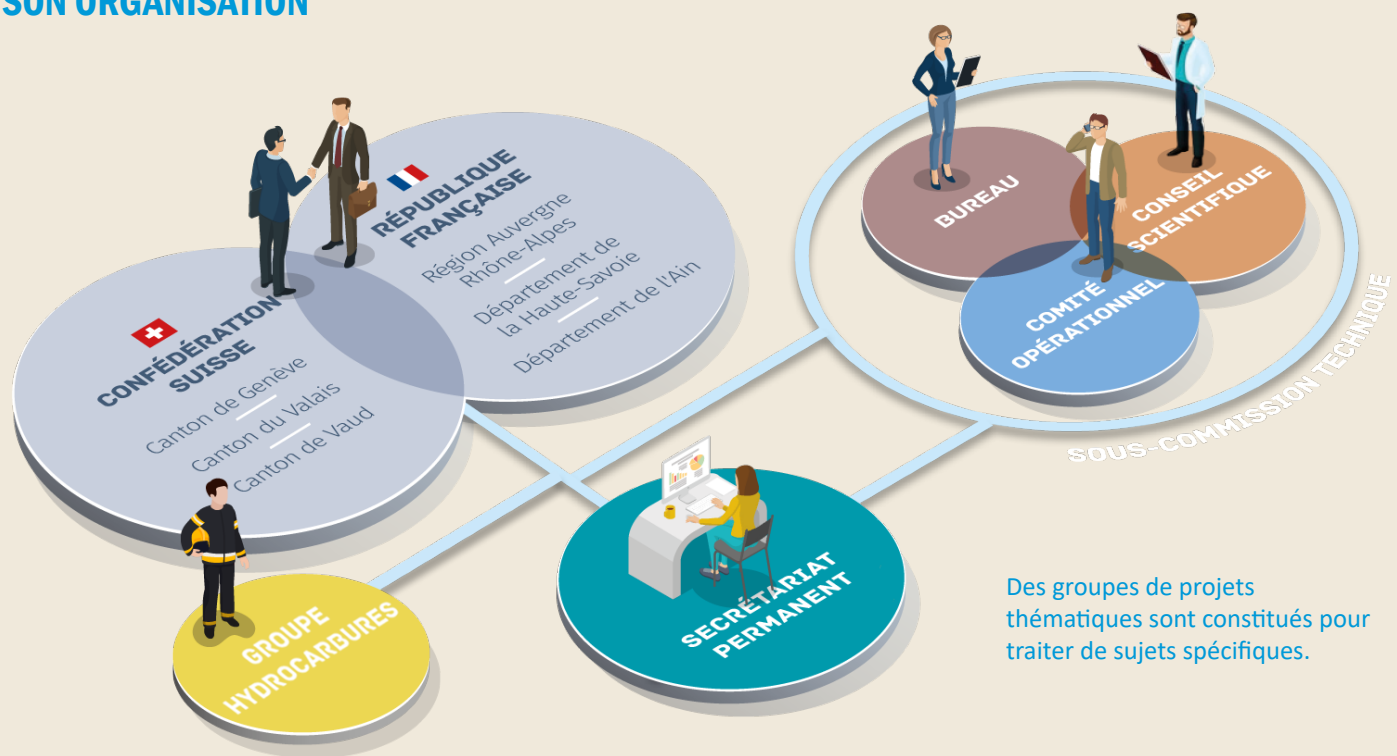 SON ORGANISATION
RÉPUBLIQUE
FRANÇAISE
Région Auvergne
Rhône-Alpes
Département de
la Haute-Savoie
Département de l'Ain
CONFÉDÉRATION
SUISSE
Canton de Genève
Canton du Valais
Canton de Vaud
BUREAU
CONSEIL
SCIENTIFIQUE
COMITÉ
OPÉRATIONNEL
SOUS-COMMISSION TECHNIQUE
GROUPE
HYDROCARBURES
SECRÉTARIAT
PERMANENT
Des groupes de projets
thématiques sont constitués pour
traiter de sujets spécifiques.